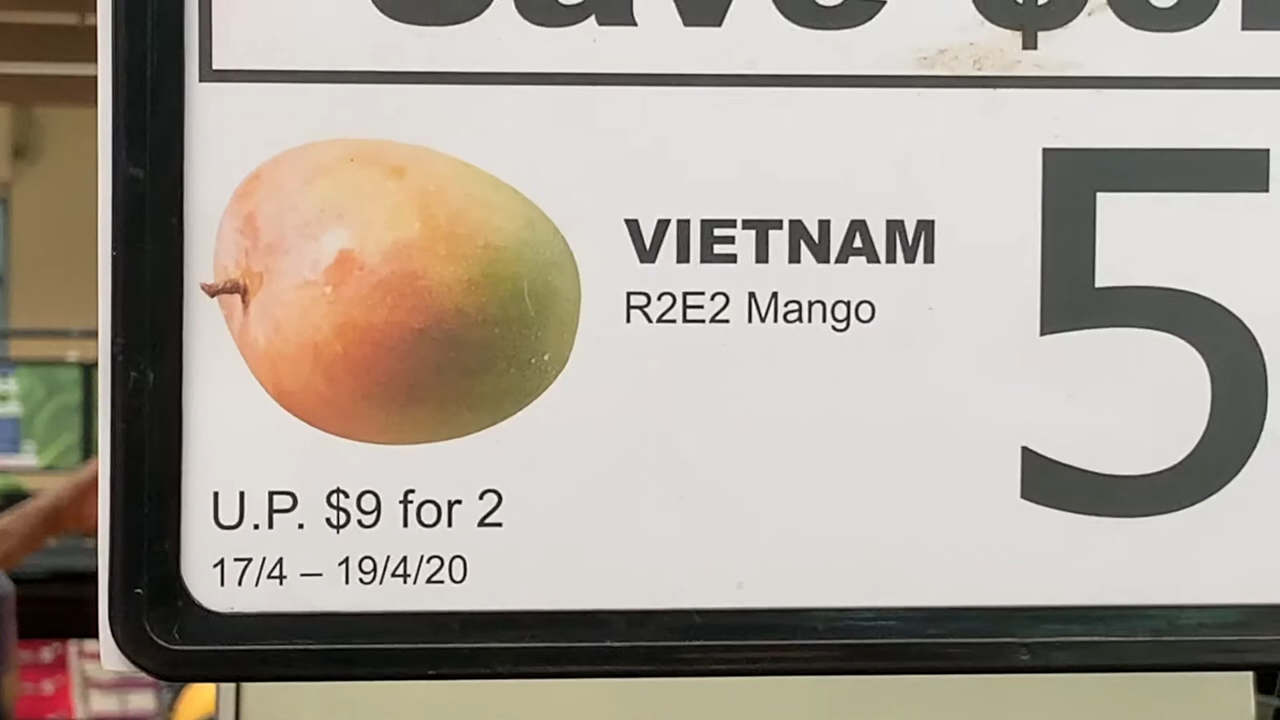 VIETNAM
R2E2 Mango
5
U.P. $9 for 2
17/4 – 19/4/20